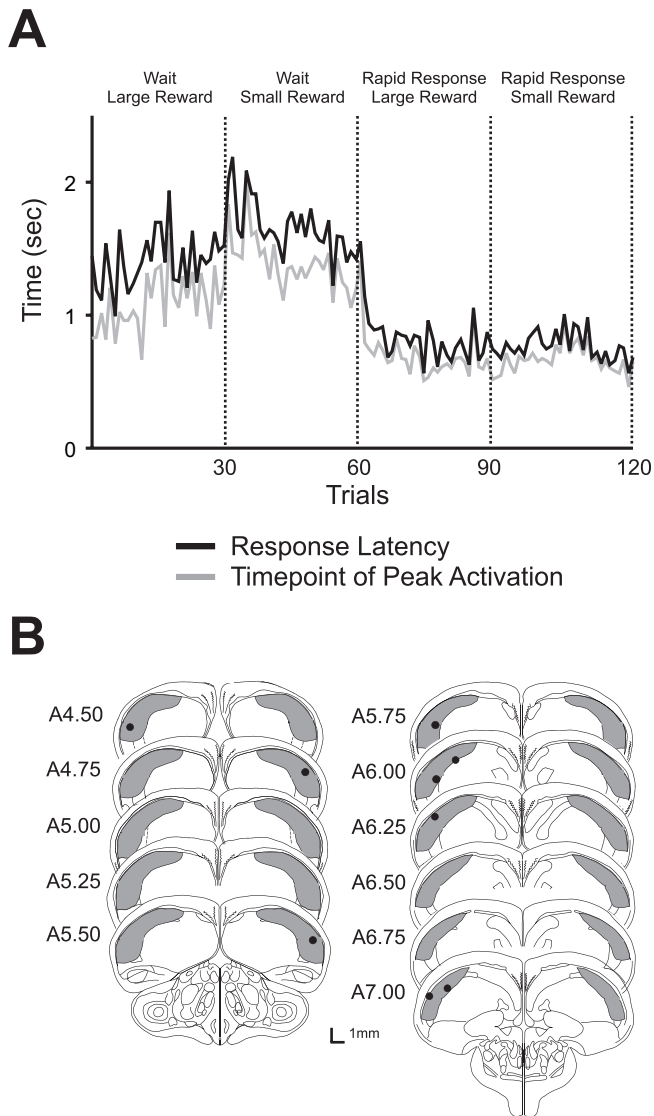 A
Wait
Large Reward
Wait
Small Reward
Rapid Response
Large Reward
Rapid Response
Small Reward
Time (sec)
2
1
0
30
60
90
120
Trials
Response Latency
Timepoint of Peak Activation
B
A4.50
A4.75
A5.00
A5.25
A5.50
A5.75
A6.00
A6.25
A6.50
A6.75
A7.00
1mm